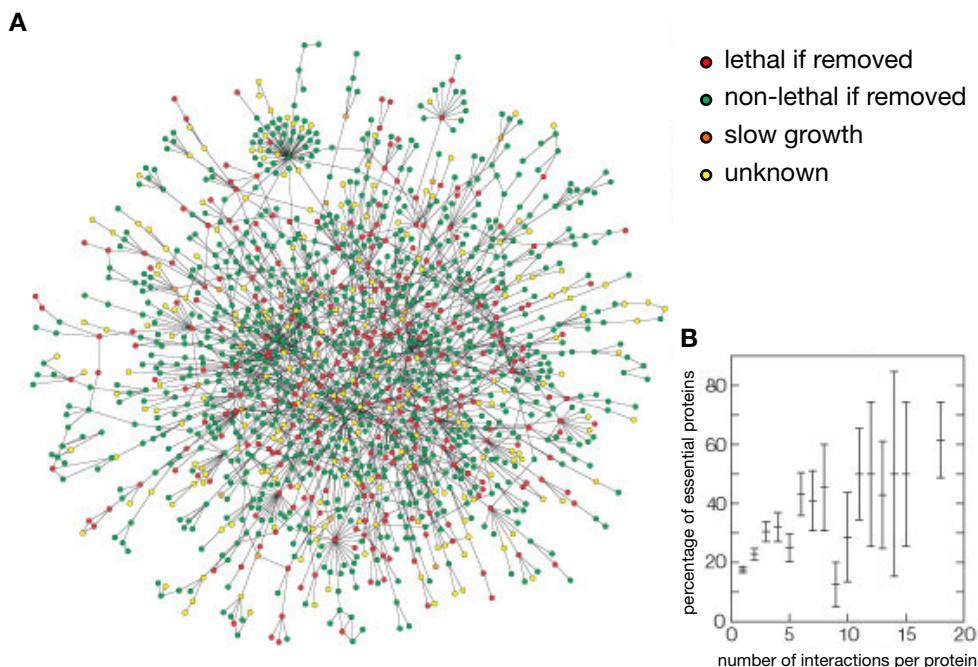 A
lethal if removed
non-lethal if removed
slow growth
unknown
B
percentage of essential proteins
80
60
40
20
0
0 5 10 15 20
number of interactions per protein